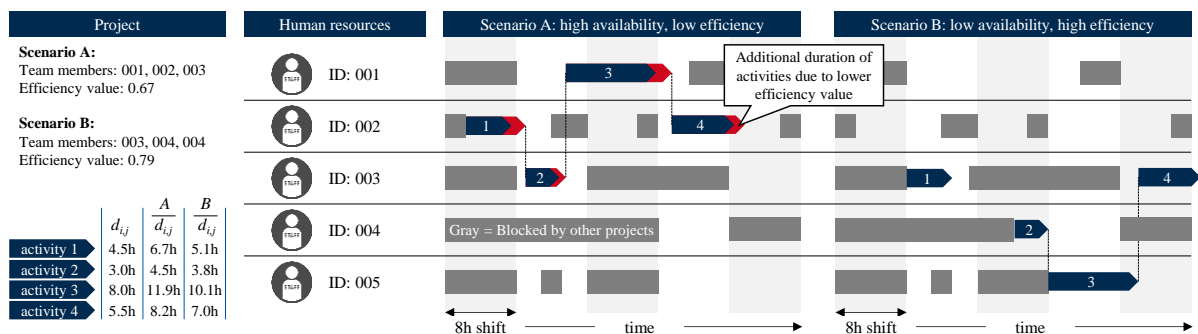 Project
Human resources
Scenario A: high availability, low efficiency
Scenario B: low availability, high efficiency
Scenario A:
Team members: 001, 002, 003
Efficiency value: 0.67
Scenario B:
Team members: 003, 004, 004
Efficiency value: 0.79
d_{i,j}
A
d_{i,j}
B
d_{i,j}
activity 1 4.5h 6.7h 5.1h
activity 2 3.0h 4.5h 3.8h
activity 3 8.0h 11.9h 10.1h
activity 4 5.5h 8.2h 7.0h
STAFF
ID: 001
3
Additional duration of
activities due to lower
efficiency value
STAFF
ID: 002
1
4
STAFF
ID: 003
2
1
4
STAFF
ID: 004
Gray = Blocked by other projects
2
STAFF
ID: 005
3
8h shift
time
8h shift
time